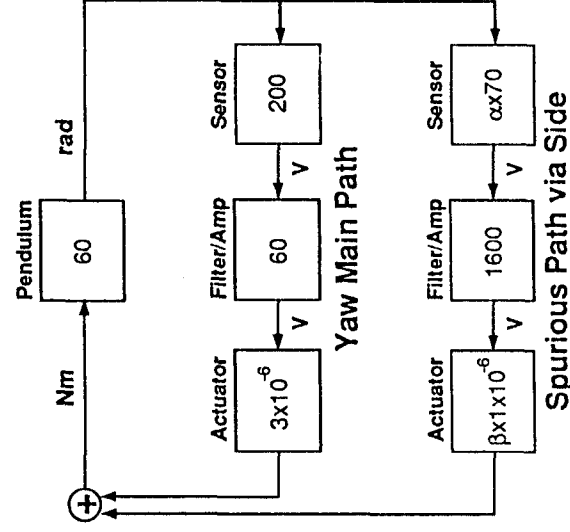 Pendulum
Nm
60
rad
Actuator
Filter/Amp
Sensor
3x10⁻⁶
V
60
V
200
Yaw Main Path
Actuator
Filter/Amp
Sensor
βx1x10⁻⁶
V
1600
V
αx70
Spurious Path via Side